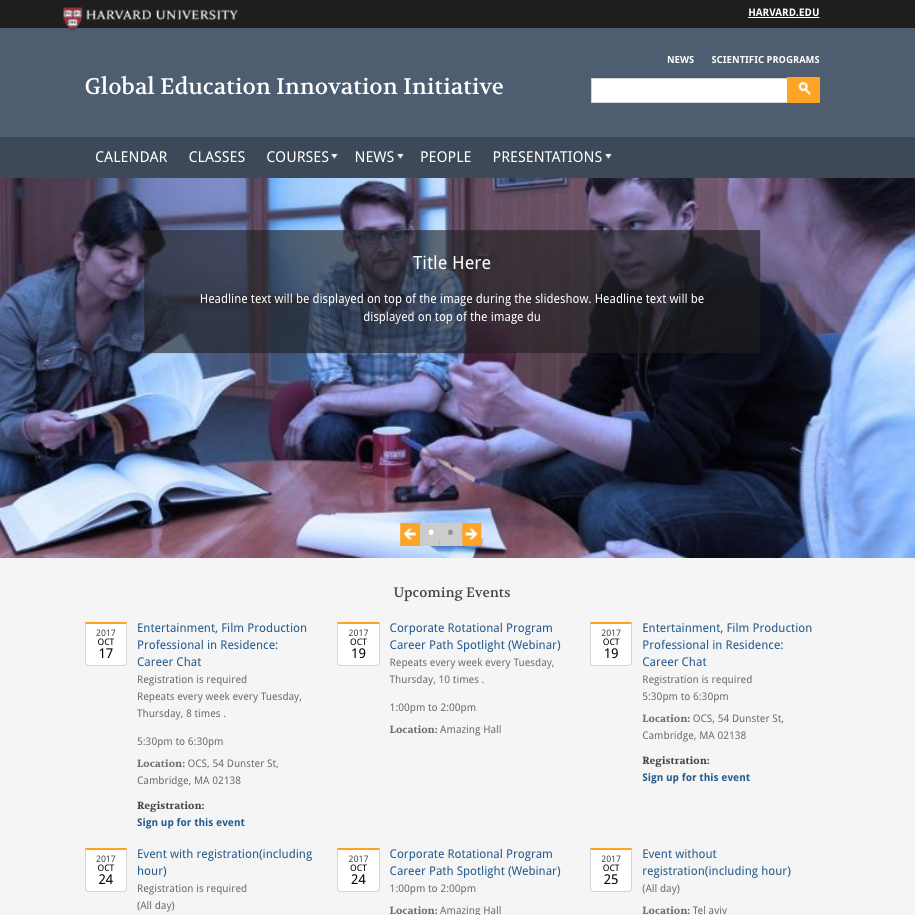 HARVARD UNIVERSITY
HARVARD.EDU
NEWS SCIENTIFIC PROGRAMS
Global Education Innovation Initiative
CALENDAR CLASSES COURSES NEWS PEOPLE PRESENTATIONS
Title Here
Headline text will be displayed on top of the image during the slideshow. Headline text will be
displayed on top of the image du
Upcoming Events
2017
OCT
17
Entertainment, Film Production
Professional in Residence:
Career Chat
Registration is required
Repeats every week every Tuesday,
Thursday, 8 times .
5:30pm to 6:30pm
Location: OCS, 54 Dunster St,
Cambridge, MA 02138
Registration:
Sign up for this event
2017
OCT
19
Corporate Rotational Program
Career Path Spotlight (Webinar)
Repeats every week every Tuesday,
Thursday, 10 times .
1:00pm to 2:00pm
Location: Amazing Hall
2017
OCT
19
Entertainment, Film Production
Professional in Residence:
Career Chat
Registration is required
5:30pm to 6:30pm
Location: OCS, 54 Dunster St,
Cambridge, MA 02138
Registration:
Sign up for this event
2017
OCT
24
Event with registration(including
hour)
Registration is required
(All day)
2017
OCT
24
Corporate Rotational Program
Career Path Spotlight (Webinar)
1:00pm to 2:00pm
Location: Amazing Hall
2017
OCT
25
Event without
registration(including hour)
(All day)
Location: Tel aviv